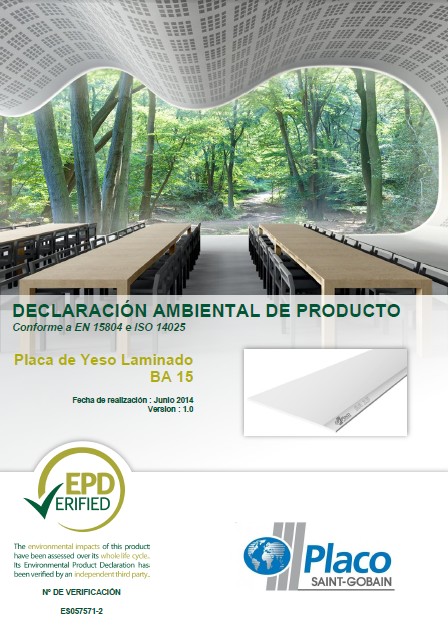 DECLARACIÓN AMBIENTAL DE PRODUCTO
Conforme a EN 15804 e ISO 14025
Placa de Yeso Laminado
BA 15
Fecha de realización : Junio 2014
Version : 1.0
EPD
VERIFIED
The environmental impacts of this product
have been assessed over its whole life cycle.
Its Environmental Product Declaration has
been verified by an independent third party.
Nº DE VERIFICACIÓN
ES057571-2
Placo
SAINT-GOBAIN